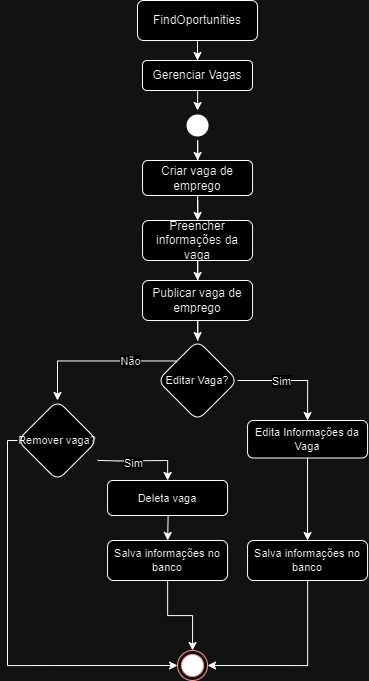 FindOportunities
Gerenciar Vagas
Criar vaga de
emprego
Preencher
informações da
vaga
Publicar vaga de
emprego
Editar Vaga?
Não
Sim
Remover vaga?
Edita Informações da
Vaga
Sim
Deleta vaga
Salva informações no
banco
Salva informações no
banco